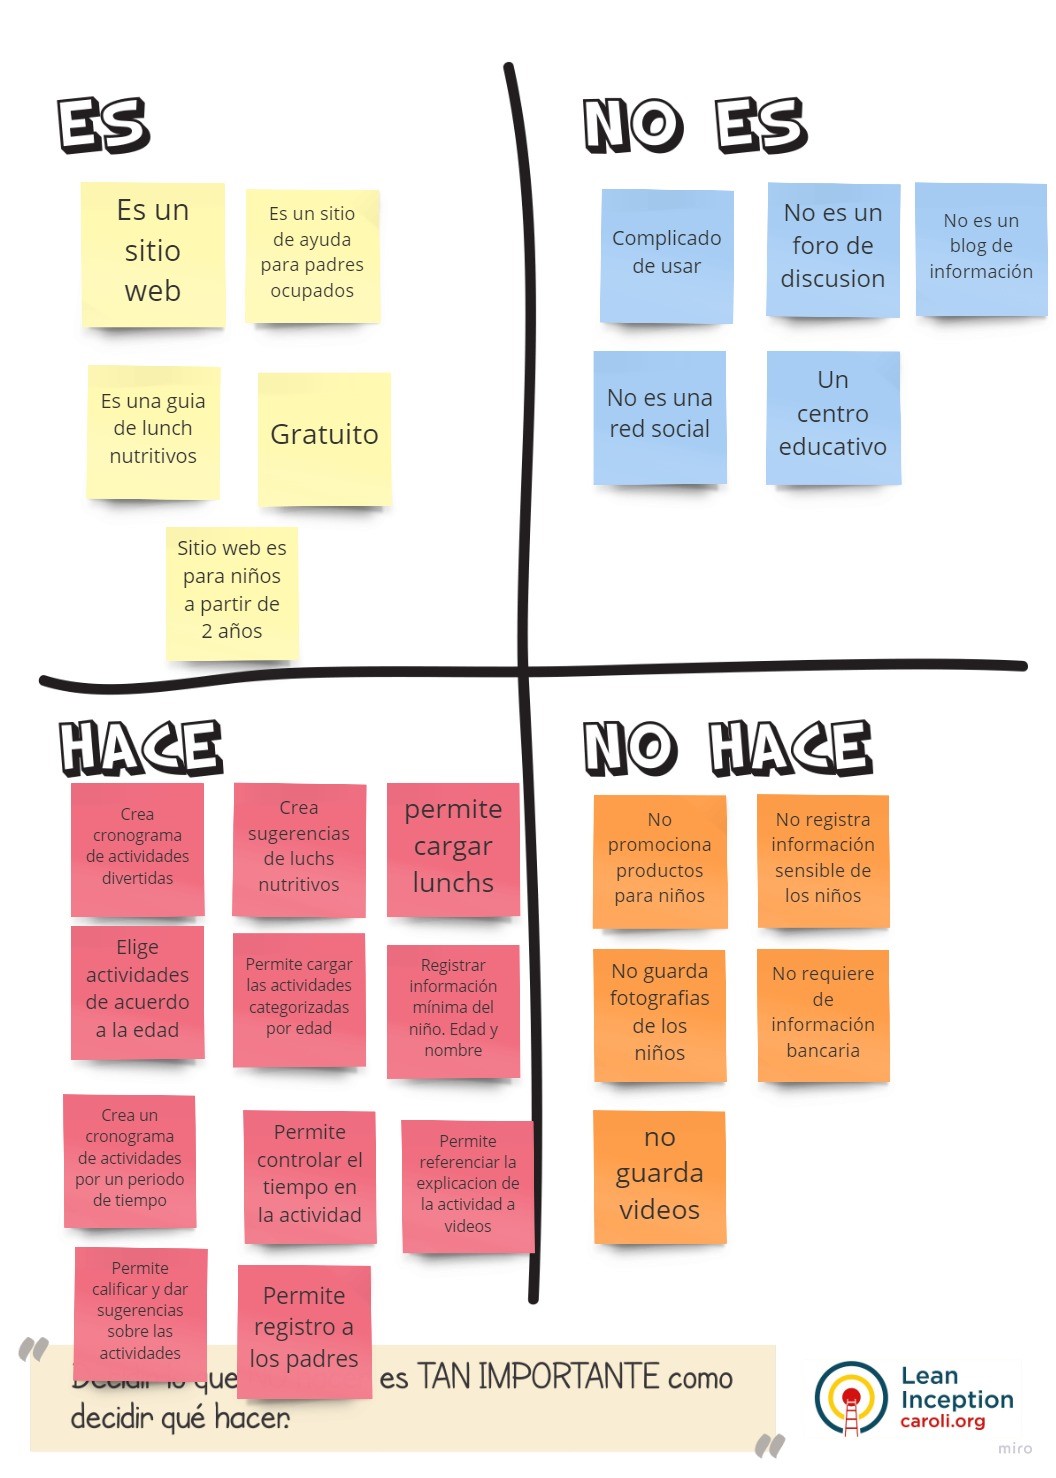 ES
Es un
sitio
web
Es un sitio
de ayuda
para padres
ocupados
Es una guia
de lunch
nutritivos
Gratuito
Sitio web es
para niños
a partir de
2 años
NO ES
Complicado
de usar
No es un
foro de
discusion
No es un
blog de
información
No es una
red social
Un
centro
educativo
HACE
Crea
cronograma
de actividades
divertidas
Crea
sugerencias
de luchs
nutritivos
permite
cargar
lunchs
Elige
actividades
de acuerdo
a la edad
Permite cargar
las actividades
categorizadas
por edad
Registrar
información
mínima del
niño. Edad y
nombre
Crea un
cronograma
de actividades
por un periodo
de tiempo
Permite
controlar el
tiempo en
la actividad
Permite
referenciar la
explicacion de
la actividad a
videos
Permite
calificar y dar
sugerencias
sobre las
actividades
Permite
registro a
los padres
NO HACE
No
promociona
productos
para niños
No registra
información
sensible de
los niños
No guarda
fotografias
de los
niños
No requiere
de
información
bancaria
no
guarda
videos
" Decidir lo que es TAN IMPORTANTE como
decidir qué hacer. "
Lean
Inception
caroli.org
miro